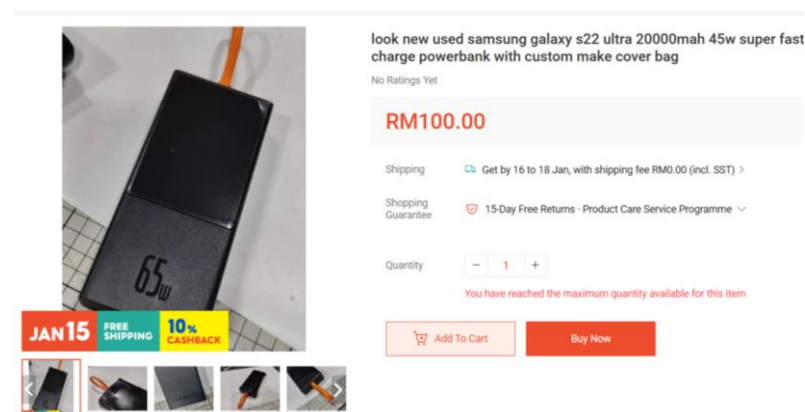 look new used samsung galaxy s22 ultra 20000mah 45w super fast
charge powerbank with custom make cover bag
No Ratings Yet
RM100.00
Shipping
Get by 16 to 18 Jan, with shipping fee RM0.00 (incl. SST)
Shopping
Guarantee
15-Day Free Returns · Product Care Service Programme
Quantity
− 1 +
You have reached the maximum quantity available for this item
Add To Cart
Buy Now
65w
JAN15
FREE
SHIPPING
10%
CASHBACK